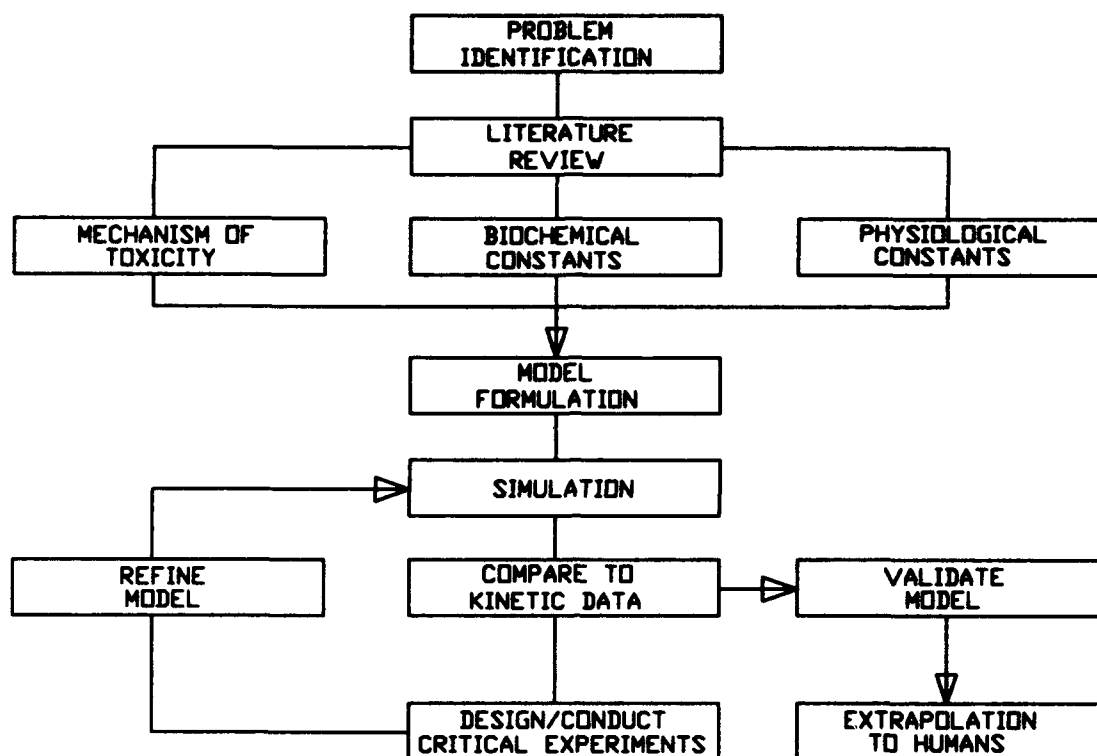 PROBLEM
IDENTIFICATION
LITERATURE
REVIEW
MECHANISM OF
TOXICITY
BIOCHEMICAL
CONSTANTS
PHYSIOLOGICAL
CONSTANTS
MODEL
FORMULATION
SIMULATION
REFINE
MODEL
COMPARE TO
KINETIC DATA
VALIDATE
MODEL
DESIGN/CONDUCT
CRITICAL EXPERIMENTS
EXTRAPOLATION
TO HUMANS